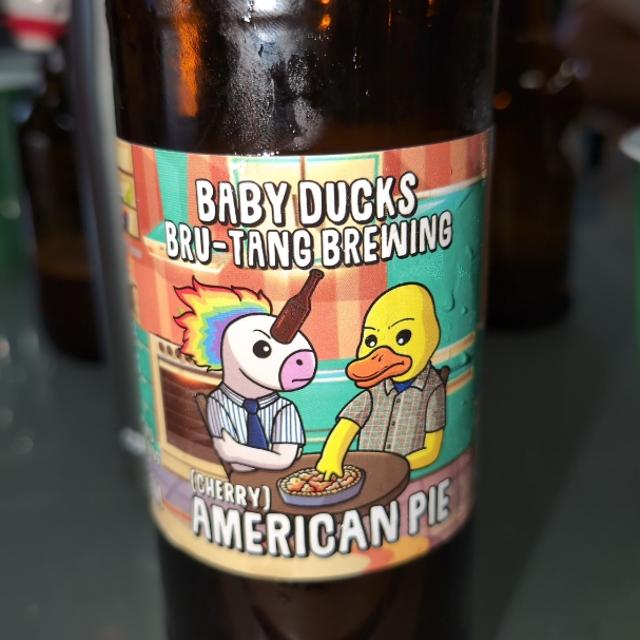 BABY DUCKS
BRU-TANG BREWING
(CHERRY)
AMERICAN PIE